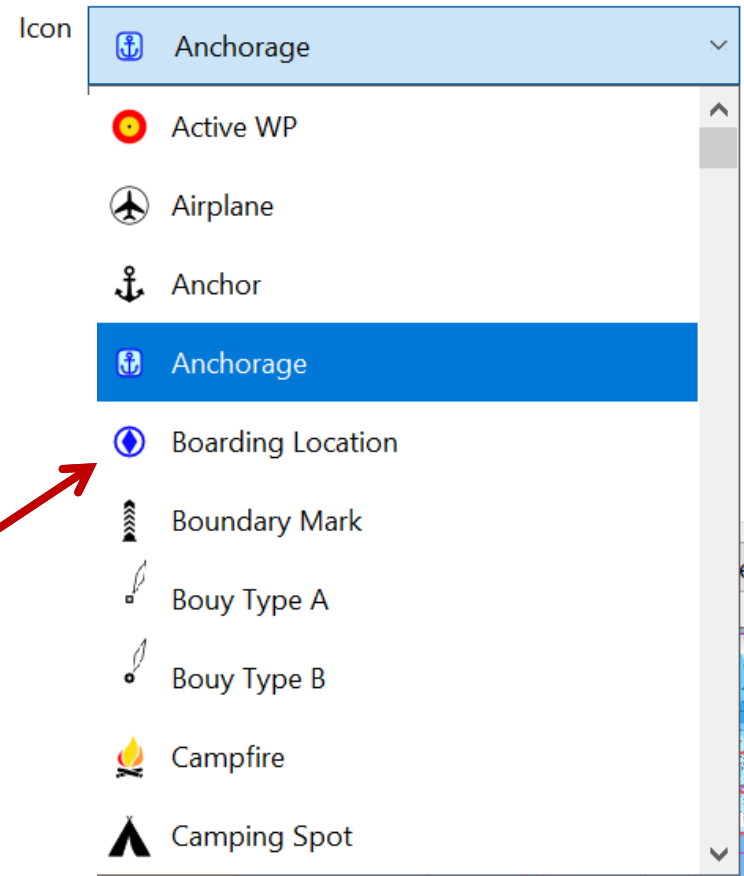 Icon
Anchorage
Active WP
Airplane
Anchor
Anchorage
Boarding Location
Boundary Mark
Bouy Type A
Bouy Type B
Campfire
Camping Spot